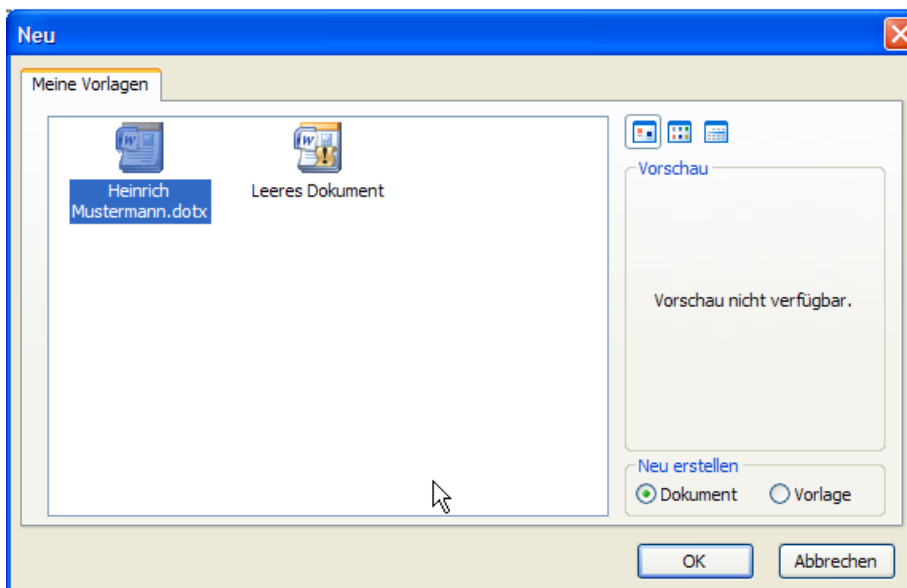 Neu
Meine Vorlagen
Heinrich
Mustermann.dotx
Leeres Dokument
Vorschau
Vorschau nicht verfügbar.
Neu erstellen
Dokument
Vorlage
OK
Abbrechen